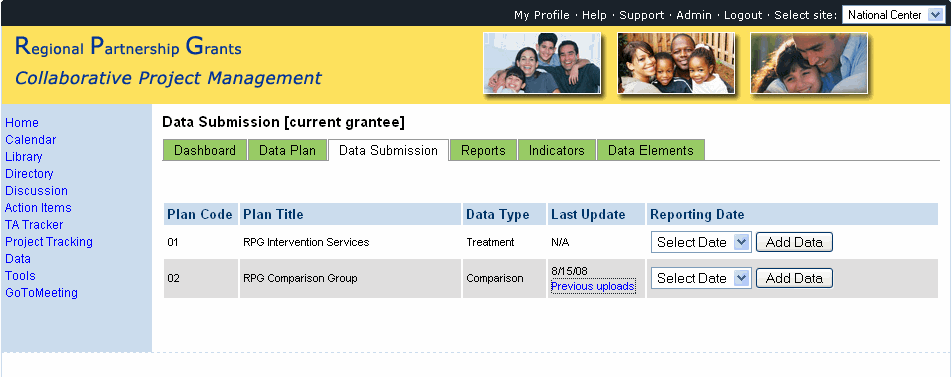 My Profile · Help · Support · Admin · Logout · Select site: National Center
Regional Partnership Grants
Collaborative Project Management
Home
Calendar
Library
Directory
Discussion
Action Items
TA Tracker
Project Tracking
Data
Tools
GoToMeeting
Data Submission [current grantee]
Dashboard Data Plan Data Submission Reports Indicators Data Elements
Plan Code Plan Title Data Type Last Update Reporting Date
01 RPG Intervention Services Treatment N/A Select Date Add Data
02 RPG Comparison Group Comparison 8/15/08 Select Date Add Data
Previous uploads